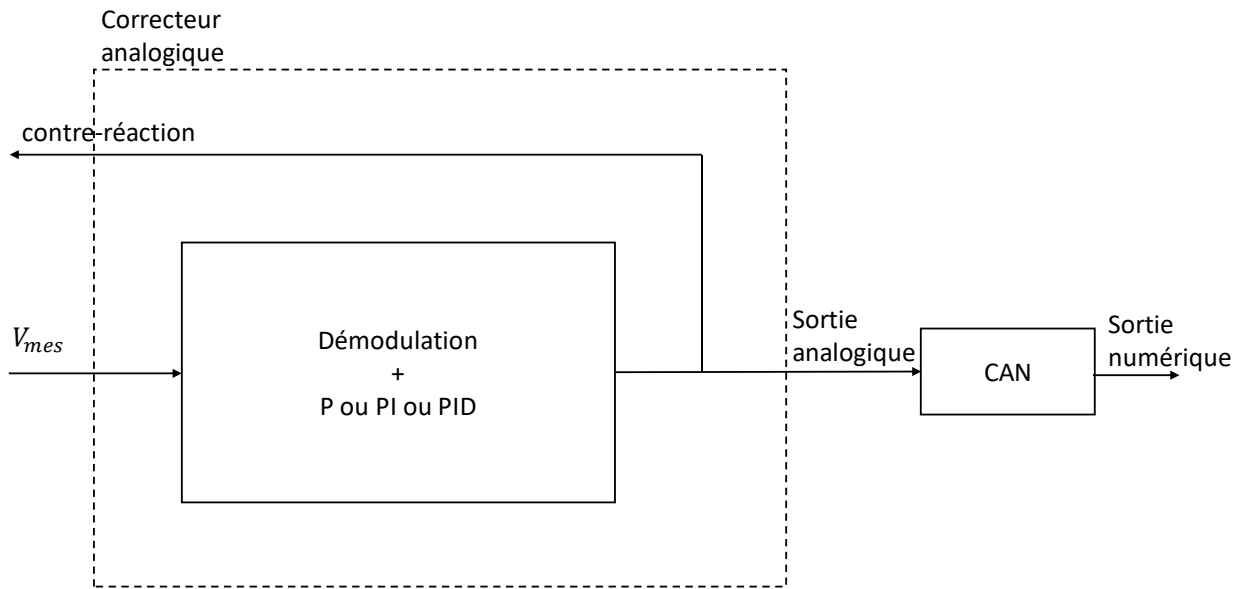 Correcteur
analogique
contre-réaction
V_mes
Démodulation
+
P ou PI ou PID
Sortie
analogique
CAN
Sortie
numérique